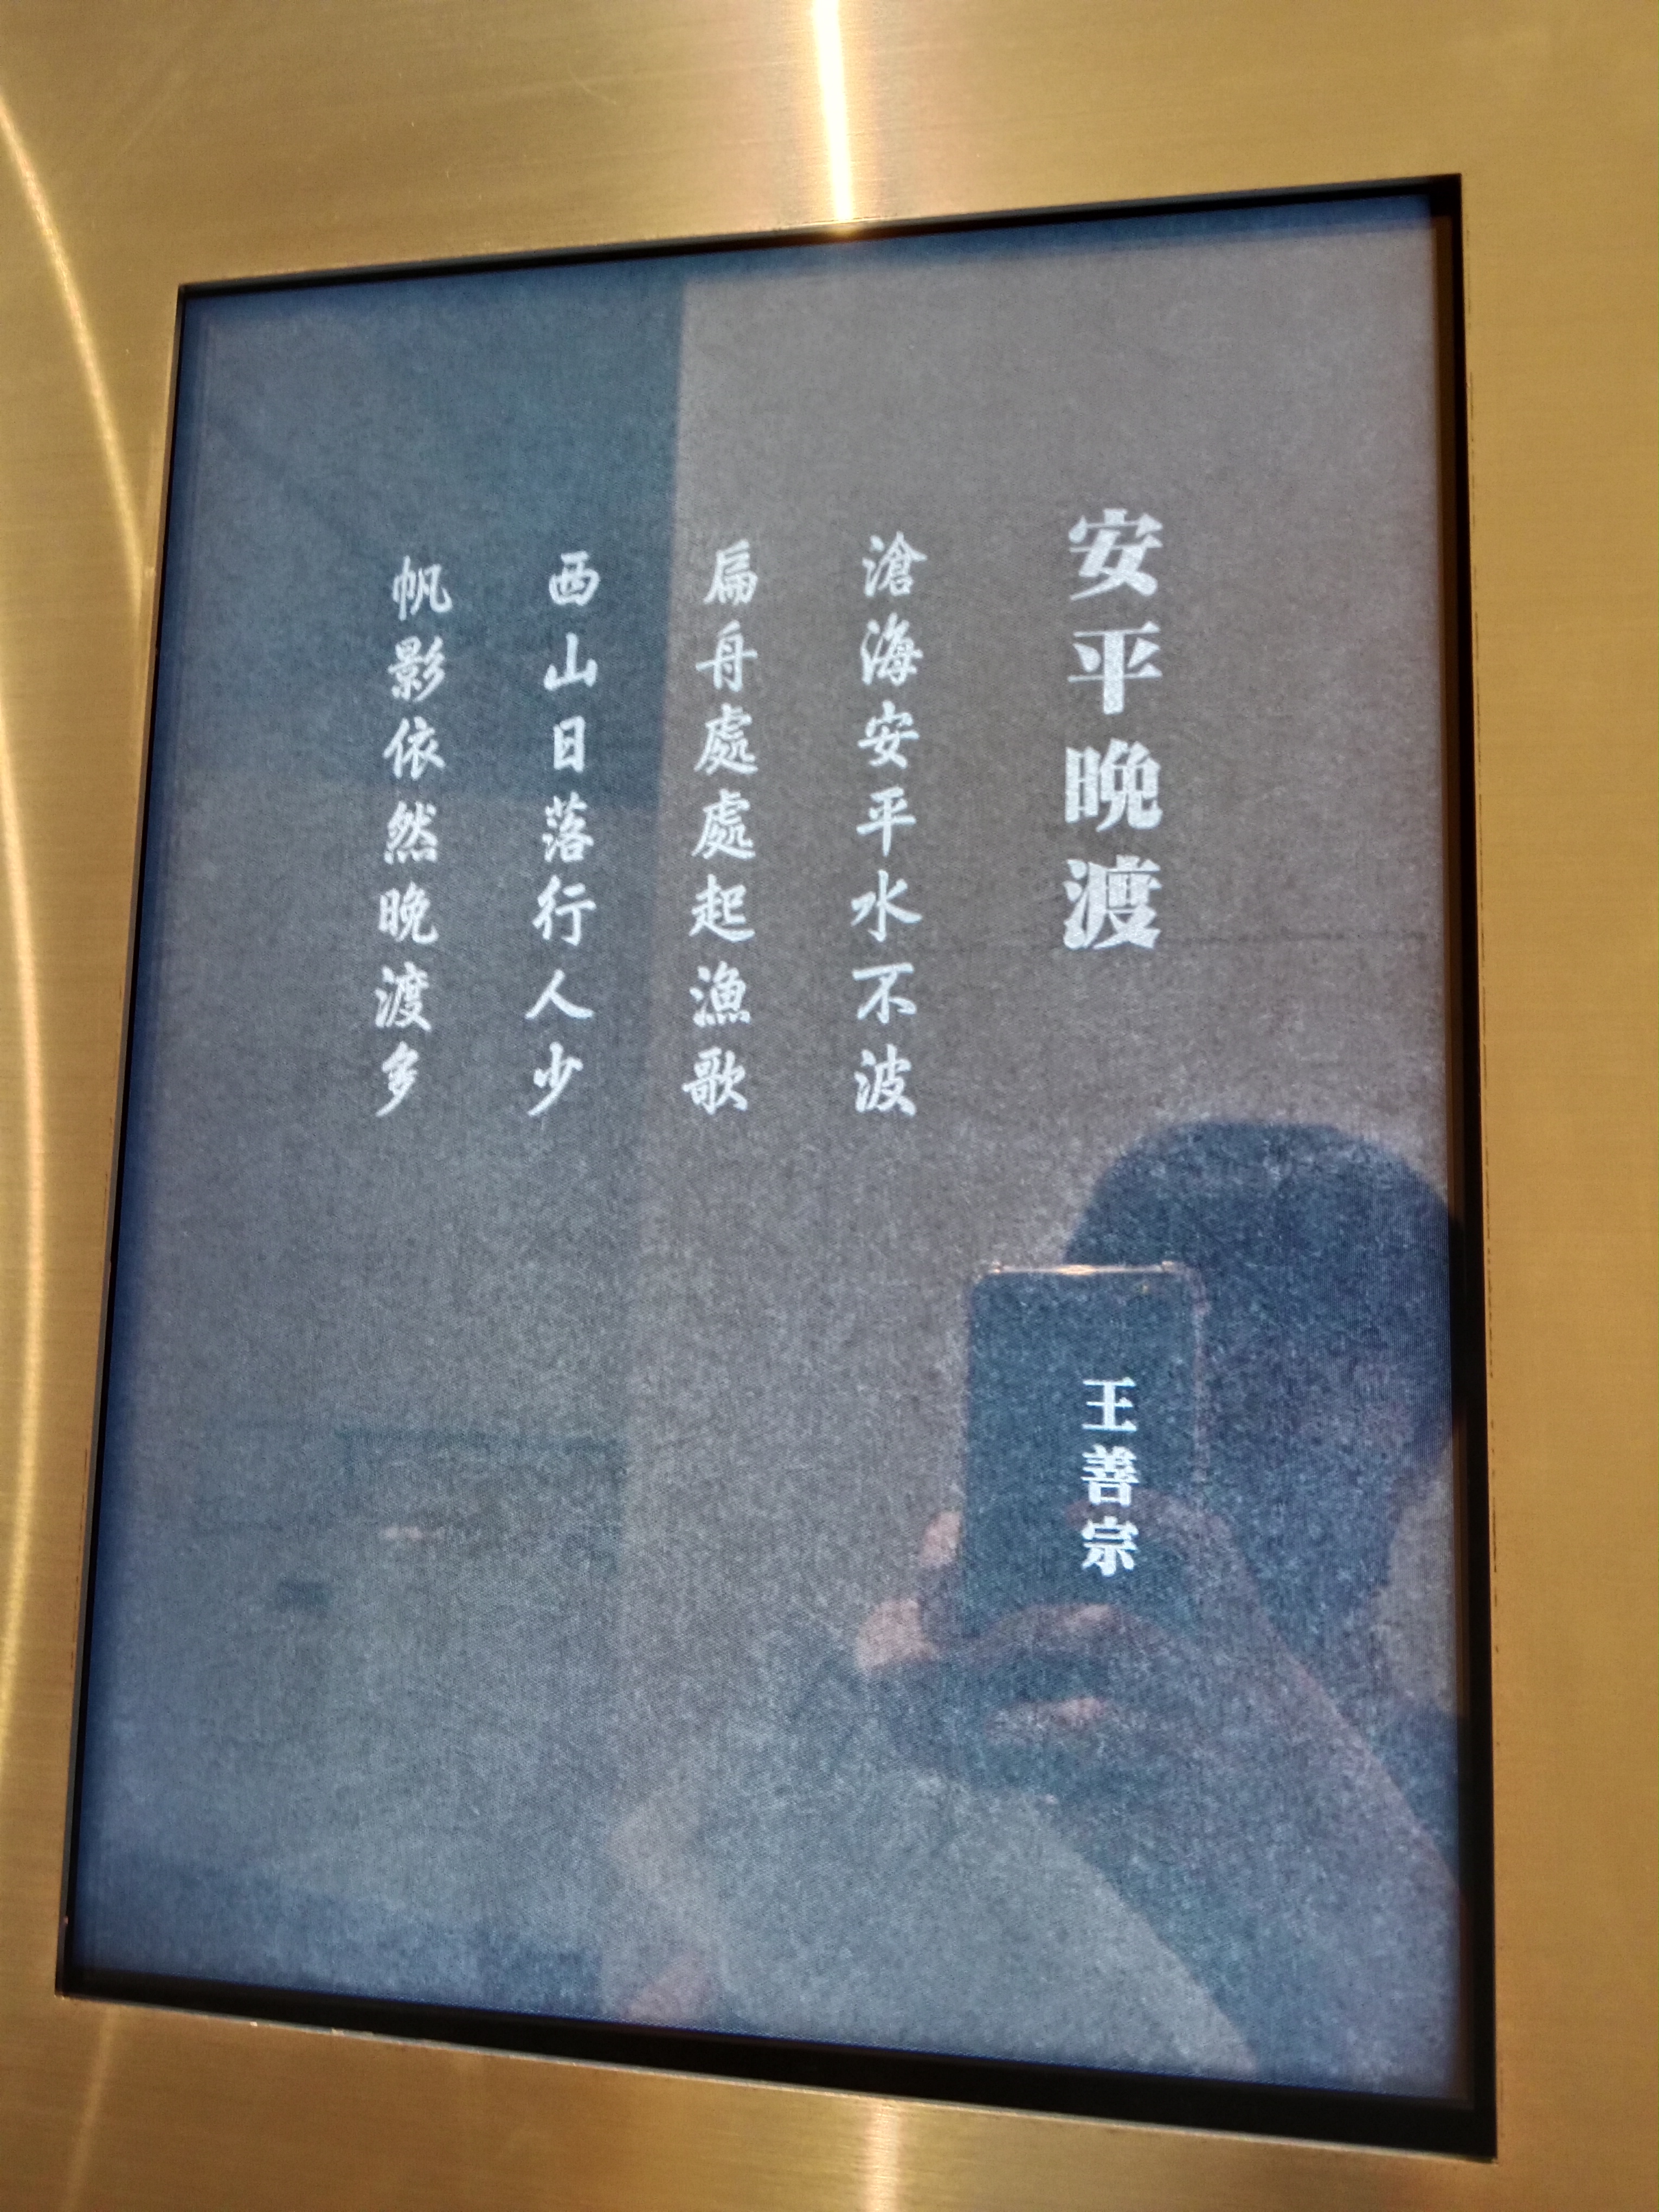 安平晚渡
王善宗
滄海安平水不波
扁舟處處起漁歌
西山日落行人少
帆影依然晚渡多